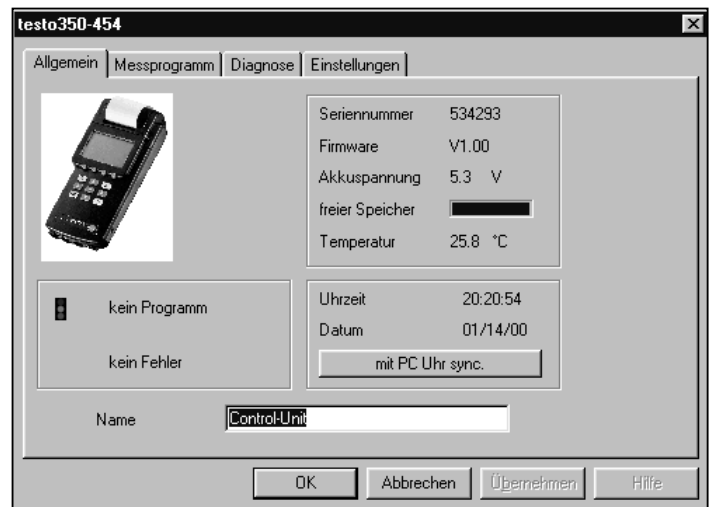 testo350-454
Allgemein Messprogramm Diagnose Einstellungen
Seriennummer 534293
Firmware V1.00
Akkuspannung 5.3 V
freier Speicher
Temperatur 25.8 °C
kein Programm
kein Fehler
Uhrzeit 20:20:54
Datum 01/14/00
mit PC Uhr sync.
Name Control-Unit
OK Abbrechen Übernehmen Hilfe